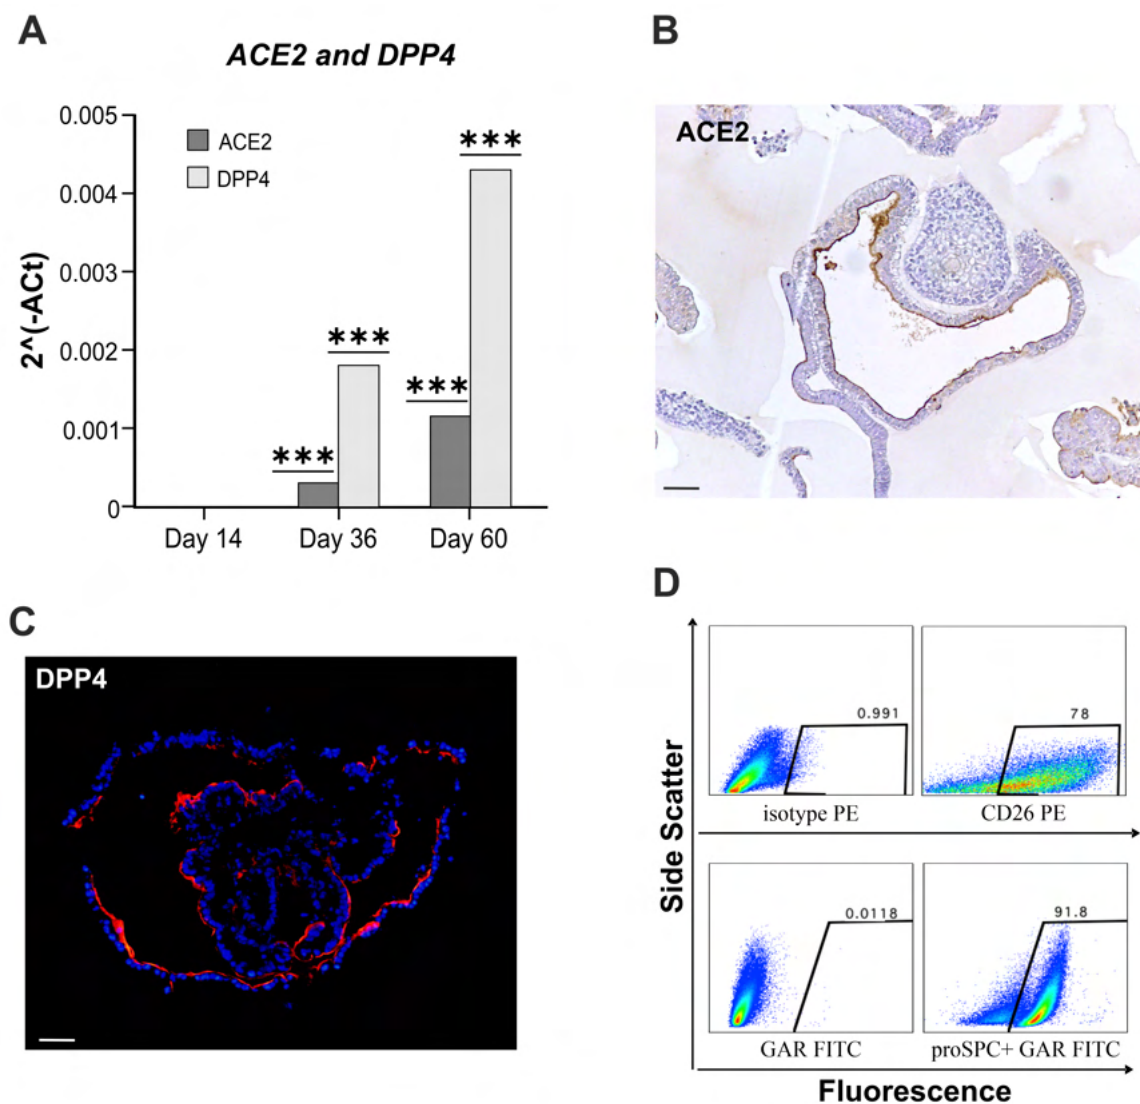 A
ACE2 and DPP4
0.005
0.004
0.003
0.002
0.001
0
2^(-ACt)
ACE2
DPP4
***
***
***
***
Day 14
Day 36
Day 60
B
ACE2
C
DPP4
D
Side Scatter
0.991
78
isotype PE
CD26 PE
0.0118
91.8
GAR FITC
proSPC+ GAR FITC
Fluorescence